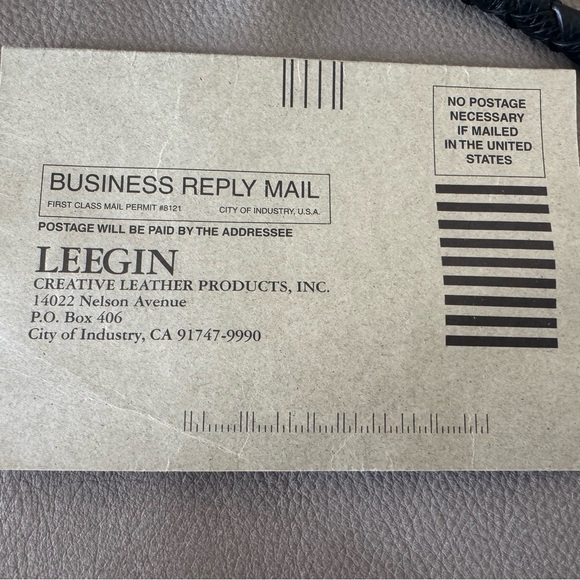 NO POSTAGE
NECESSARY
IF MAILED
IN THE UNITED
STATES
BUSINESS REPLY MAIL
FIRST CLASS MAIL PERMIT #8121 CITY OF INDUSTRY, U.S.A.
POSTAGE WILL BE PAID BY THE ADDRESSEE
LEEGIN
CREATIVE LEATHER PRODUCTS, INC.
14022 Nelson Avenue
P.O. Box 406
City of Industry, CA 91747-9990